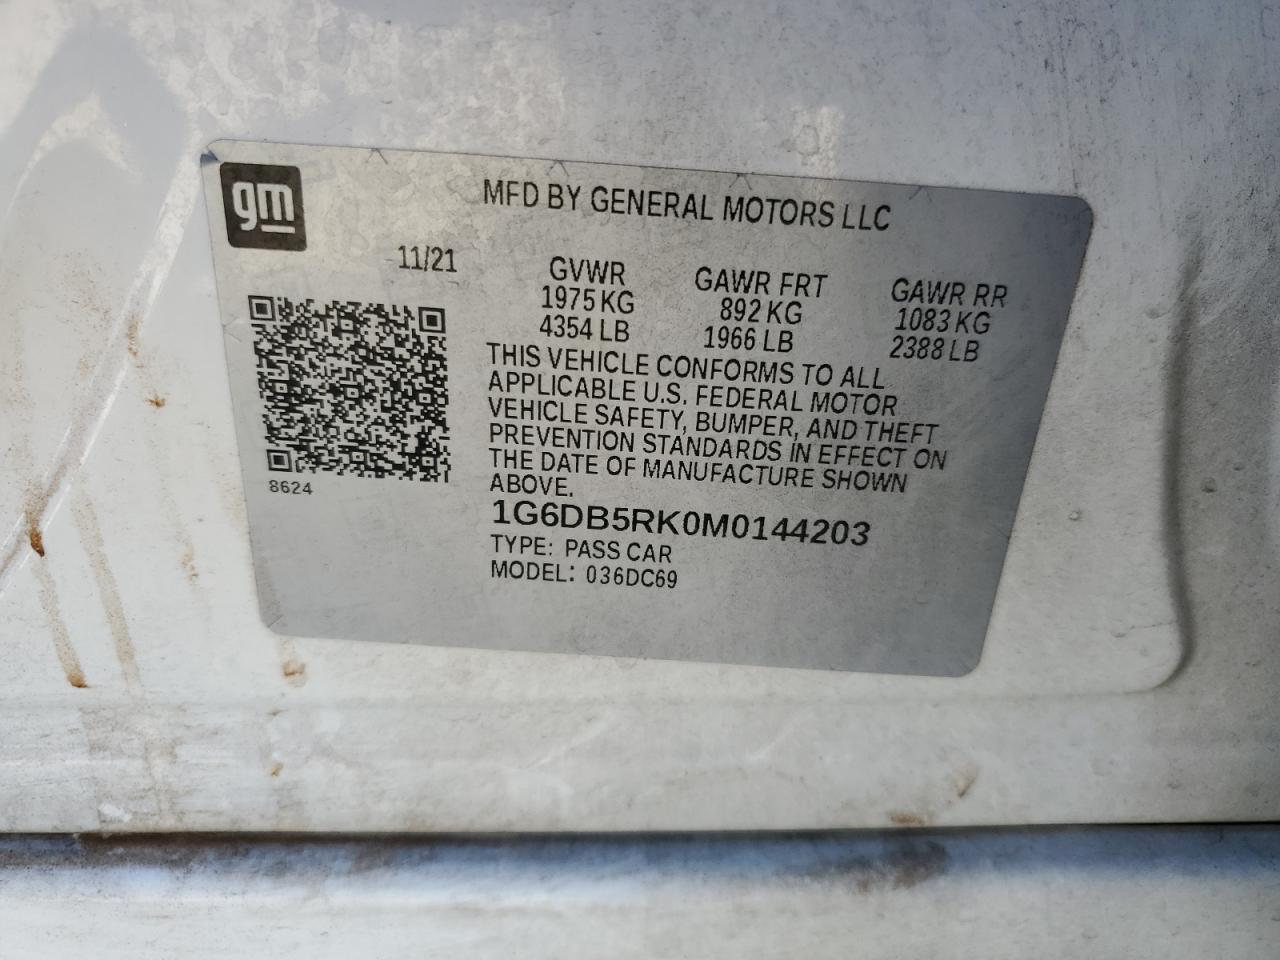 gm
MFD BY GENERAL MOTORS LLC
11/21
GVWR GAWR FRT GAWR RR
1975 KG 892 KG 1083 KG
4354 LB 1966 LB 2388 LB
THIS VEHICLE CONFORMS TO ALL
APPLICABLE U.S. FEDERAL MOTOR
VEHICLE SAFETY, BUMPER, AND THEFT
PREVENTION STANDARDS IN EFFECT ON
THE DATE OF MANUFACTURE SHOWN
ABOVE.
8624
1G6DB5RK0M0144203
TYPE: PASS CAR
MODEL: 036DC69